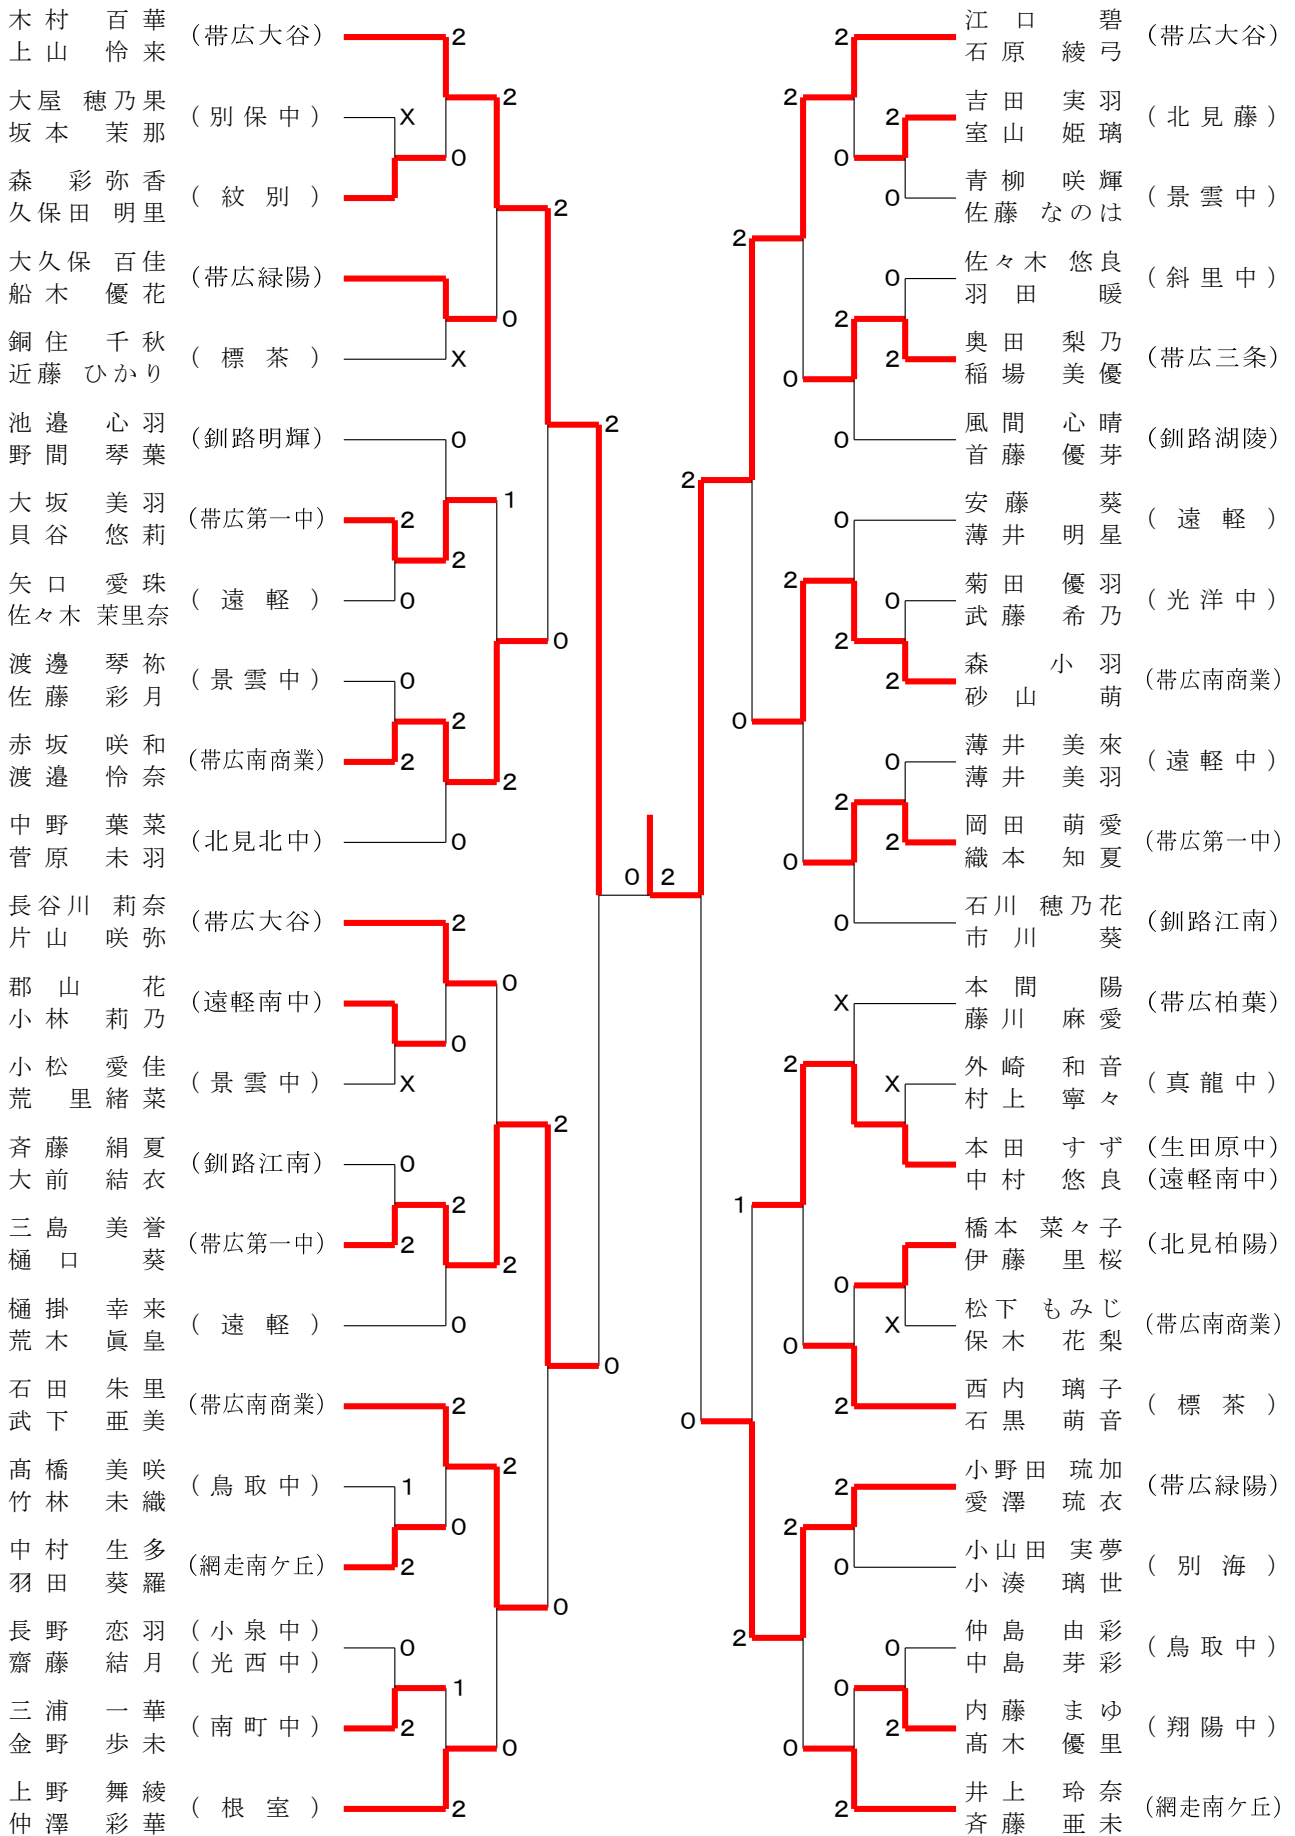 木村 百華
上山 怜来
(帯広大谷)
2
大屋 穂乃果
坂本 茉那
(別保中)
X
2
0
森 彩弥香
久保田 明里
(紋別)
2
大久保 百佳
船木 優花
(帯広緑陽)
0
銅住 千秋
近藤 ひかり
(標茶)
X
池邉 心羽
野間 琴葉
(釧路明輝)
0
2
1
大坂 美羽
貝谷 悠莉
(帯広第一中)
2
2
矢口 愛珠
佐々木 茉里奈
(遠軽)
0
0
渡邊 琴祢
佐藤 彩月
(景雲中)
0
2
赤坂 咲和
渡邉 怜奈
(帯広南商業)
2
2
中野 葉菜
菅原 未羽
(北見北中)
0
0
2
長谷川 莉奈
片山 咲弥
(帯広大谷)
2
0
郡山 花
小林 莉乃
(遠軽南中)
0
小松 愛佳
荒 里緒菜
(景雲中)
X
2
斉藤 絹夏
大前 結衣
(釧路江南)
0
2
三島 美誉
樋口 葵
(帯広第一中)
2
2
樋掛 幸来
荒木 眞皇
(遠軽)
0
0
石田 朱里
武下 亜美
(帯広南商業)
2
2
髙橋 美咲
竹林 未織
(鳥取中)
1
0
中村 生多
羽田 葵羅
(網走南ケ丘)
2
0
長野 恋羽
齋藤 結月
(小泉中)
(光西中)
0
1
三浦 一華
金野 歩未
(南町中)
2
0
上野 舞綾
仲澤 彩華
(根室)
2
2
江口 碧
石原 綾弓
(帯広大谷)
2
2
吉田 実羽
室山 姫璃
(北見藤)
0
0
青柳 咲輝
佐藤 なのは
(景雲中)
2
0
佐々木 悠良
羽田 暖
(斜里中)
2
2
奥田 梨乃
稲場 美優
(帯広三条)
0
0
風間 心晴
首藤 優芽
(釧路湖陵)
2
0
安藤 葵
薄井 明星
(遠軽)
2
0
菊田 優羽
武藤 希乃
(光洋中)
2
2
森 小羽
砂山 萌
(帯広南商業)
0
0
薄井 美來
薄井 美羽
(遠軽中)
2
0
2
岡田 萌愛
織本 知夏
(帯広第一中)
0
石川 穂乃花
市川 葵
(釧路江南)
X
本間 陽
藤川 麻愛
(帯広柏葉)
2
X
外崎 和音
村上 寧々
(真龍中)
本田 すず
中村 悠良
(生田原中)
(遠軽南中)
1
橋本 菜々子
伊藤 里桜
(北見柏陽)
0
0
X
松下 もみじ
保木 花梨
(帯広南商業)
2
西内 璃子
石黒 萌音
(標茶)
0
2
小野田 琉加
愛澤 琉衣
(帯広緑陽)
2
0
小山田 実夢
小湊 璃世
(別海)
2
0
仲島 由彩
中島 芽彩
(鳥取中)
0
2
内藤 まゆ
髙木 優里
(翔陽中)
0
2
井上 玲奈
斉藤 亜未
(網走南ケ丘)